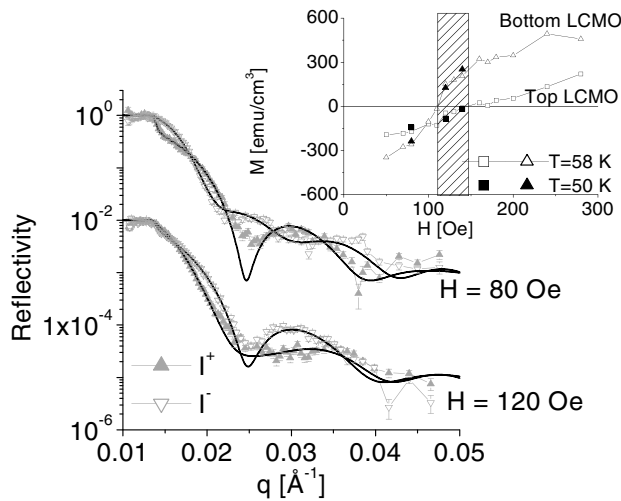 600
300
0
-300
-600
M [emu/cm³]
Bottom LCMO
Top LCMO
T=58 K
T=50 K
0
100
200
300
H [Oe]
10⁰
10⁻²
1x10⁻⁴
10⁻⁶
Reflectivity
H = 80 Oe
I⁺
I⁻
H = 120 Oe
0.01
0.02
0.03
0.04
0.05
q [Å⁻¹]